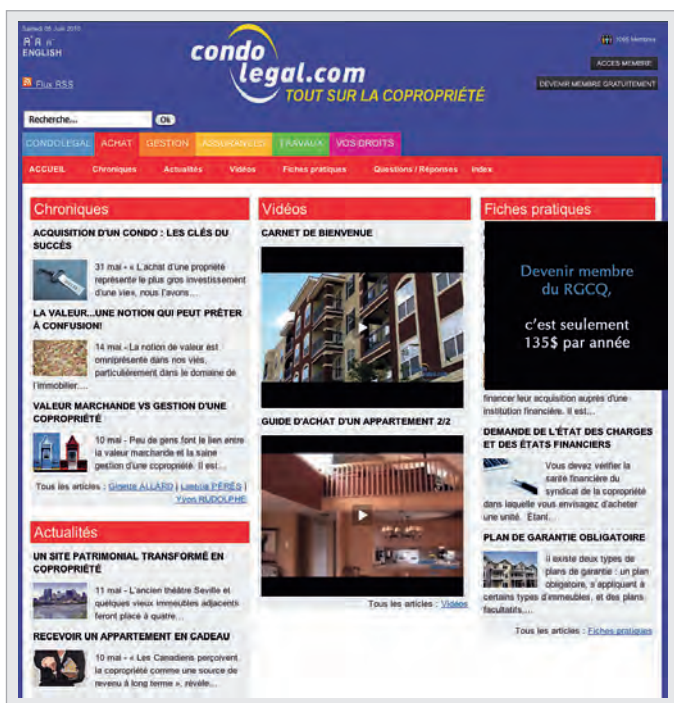 Samedi 05 Juin 2010
A A A
ENGLISH
Flux RSS
condo
legal.com
TOUT SUR LA COPROPRIÉTÉ
1065 Membres
ACCES MEMBRE
DEVENIR MEMBRE GRATUITEMENT
Recherche... Ok
CONDOLEGAL ACHAT GESTION ASSURANCES TRAVAUX VOS DROITS
ACCUEIL Chroniques Actualités Vidéos Fiches pratiques Questions / Réponses Index
Chroniques
ACQUISITION D'UN CONDO : LES CLÉS DU
SUCCÈS
31 mai - « L'achat d'une propriété
représente le plus gros investissement
d'une vie», nous l'avons....
LA VALEUR...UNE NOTION QUI PEUT PRÊTER
À CONFUSION!
14 mai - La notion de valeur est
omniprésente dans nos vies,
particulièrement dans le domaine de
l'immobilier....
VALEUR MARCHANDE VS GESTION D'UNE
COPROPRIÉTÉ
10 mai - Peu de gens font le lien entre
la valeur marchande et la saine
gestion d'une copropriété. Il est...
Tous les articles : Ginette ALLARD | Laetitia PÉRÈS |
Yvon RUDOLPHE
Actualités
UN SITE PATRIMONIAL TRANSFORMÉ EN
COPROPRIÉTÉ
11 mai - L'ancien théâtre Seville et
quelques vieux immeubles adjacents
feront place à quatre...
RECEVOIR UN APPARTEMENT EN CADEAU
10 mai - « Les Canadiens perçoivent
la copropriété comme une source de
revenu à long terme », révèle...
Vidéos
CARNET DE BIENVENUE
GUIDE D'ACHAT D'UN APPARTEMENT 2/2
Tous les articles : Vidéos
Fiches pratiques
Devenir membre
du RGCQ,
c'est seulement
135$ par année
financer leur acquisition auprès d'une
institution financière. Il est...
DEMANDE DE L'ÉTAT DES CHARGES
ET DES ÉTATS FINANCIERS
Vous devez vérifier la
santé financière du
syndicat de la copropriété
dans laquelle vous envisagez d'acheter
une unité. Étant...
PLAN DE GARANTIE OBLIGATOIRE
Il existe deux types de
plans de garantie : un plan
obligatoire, s'appliquant à
certains types d'immeubles, et des plans
facultatifs....
Tous les articles : Fiches pratiques